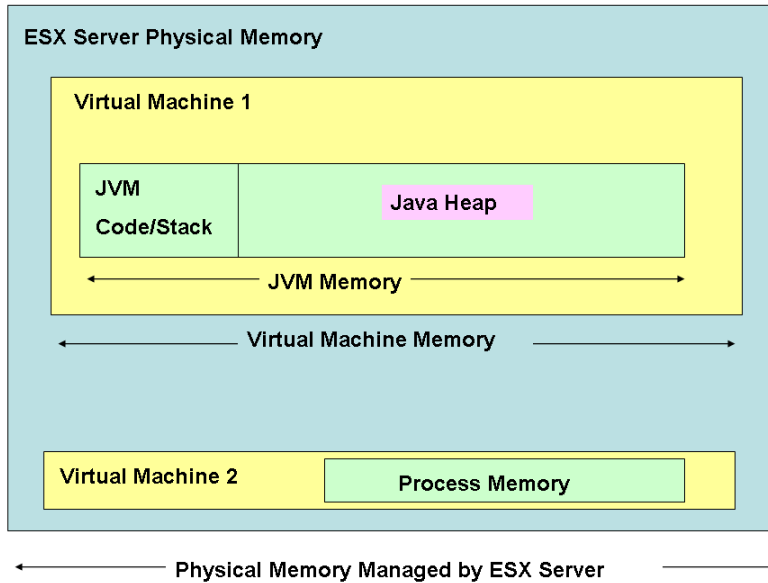 ESX Server Physical Memory
Virtual Machine 1
JVM
Code/Stack
Java Heap
JVM Memory
Virtual Machine Memory
Virtual Machine 2
Process Memory
Physical Memory Managed by ESX Server